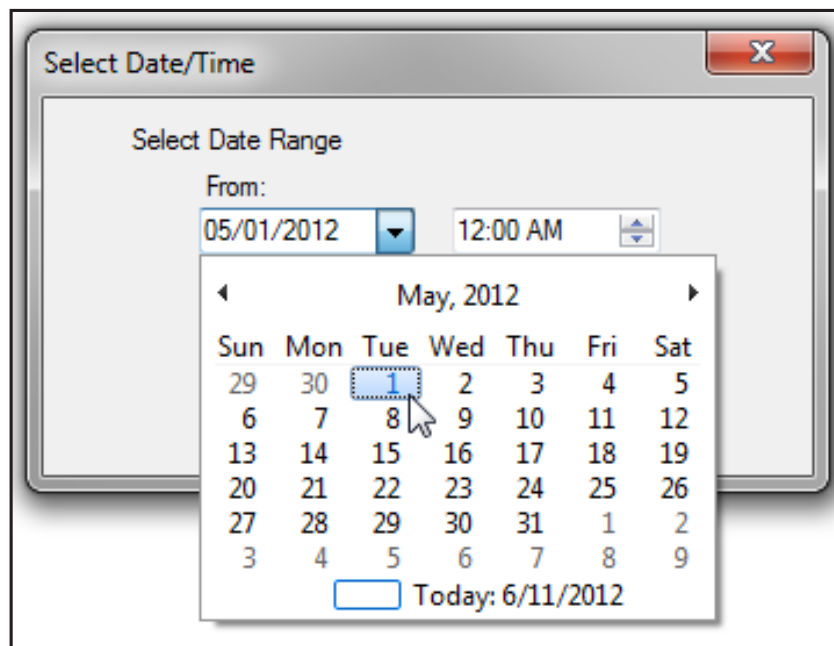 Select Date/Time
Select Date Range
From:
05/01/2012 12:00 AM
May, 2012
Sun Mon Tue Wed Thu Fri Sat
29 30 1 2 3 4 5
6 7 8 9 10 11 12
13 14 15 16 17 18 19
20 21 22 23 24 25 26
27 28 29 30 31 1 2
3 4 5 6 7 8 9
Today: 6/11/2012